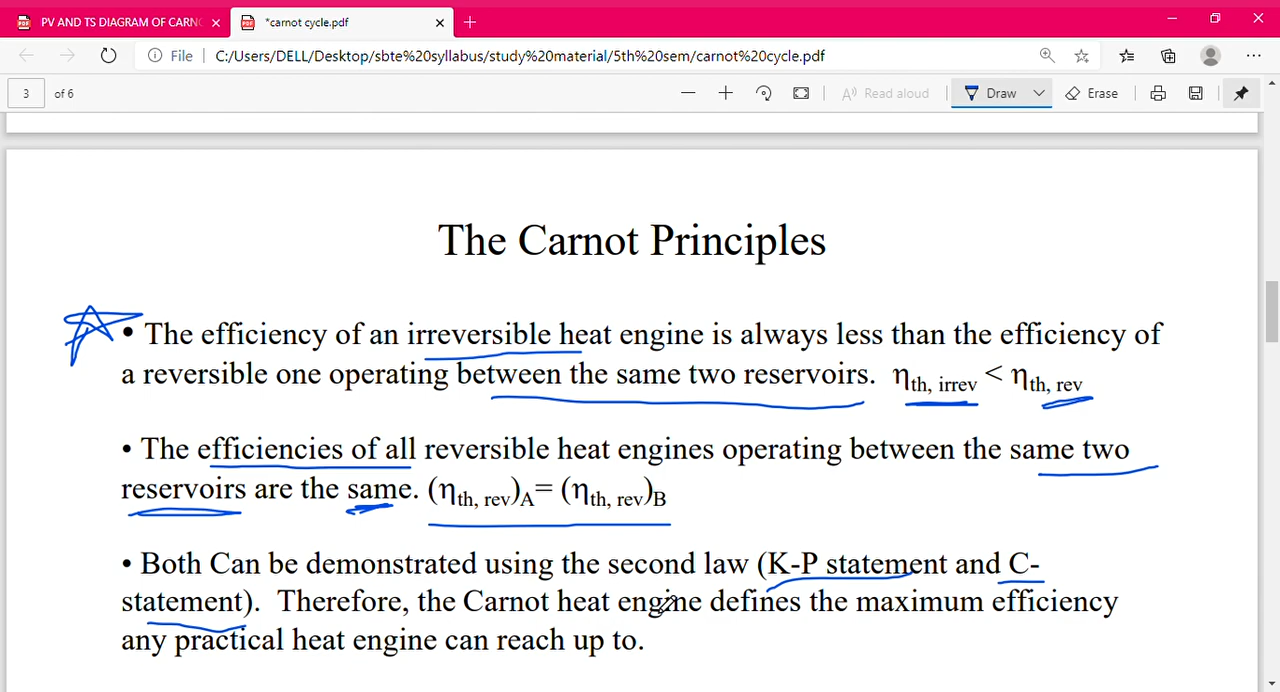 PV AND TS DIAGRAM OF CARN
*carnot cycle.pdf
File
C:/Users/DELL/Desktop/sbte%20syllabus/study%20material/5th%20sem/carnot%20cycle.pdf
3 of 6
Read aloud
Draw
Erase
The Carnot Principles
• The efficiency of an irreversible heat engine is always less than the efficiency of
a reversible one operating between the same two reservoirs. ηth, irrev < ηth, rev
• The efficiencies of all reversible heat engines operating between the same two
reservoirs are the same. (ηth, rev)A= (ηth, rev)B
• Both Can be demonstrated using the second law (K-P statement and C-
statement). Therefore, the Carnot heat engine defines the maximum efficiency
any practical heat engine can reach up to.